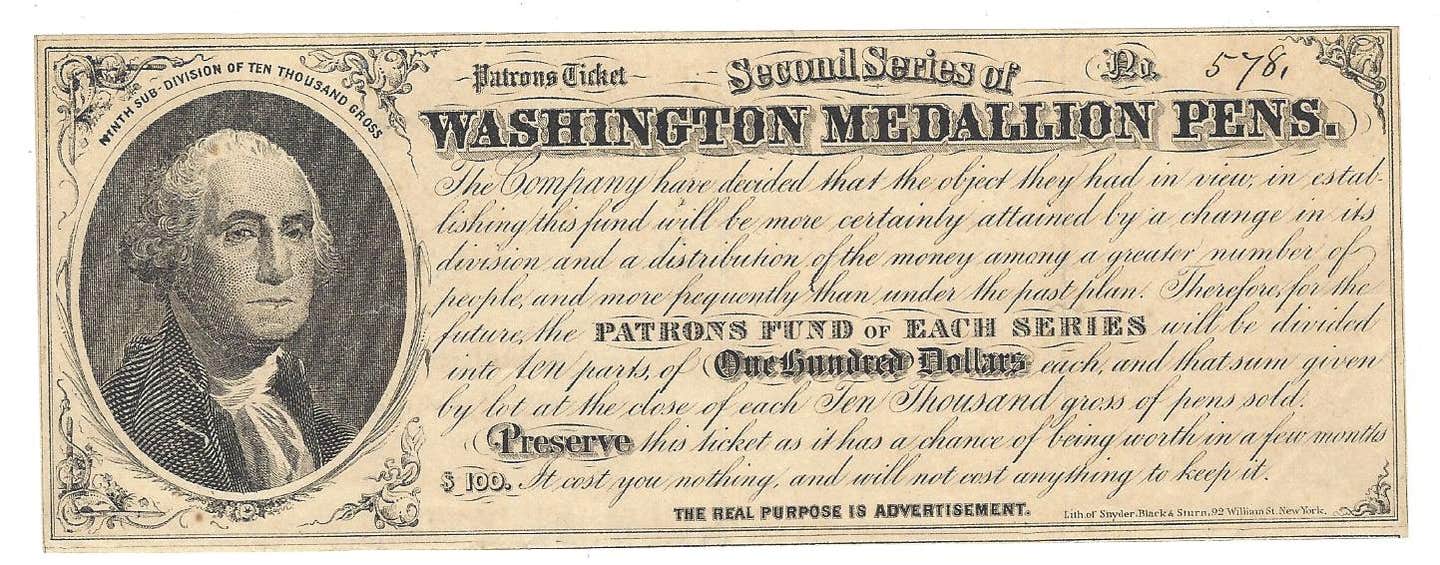 NINTH SUB-DIVISION OF TEN THOUSAND GROSS
Patrons Ticket Second Series of No. 578.
WASHINGTON MEDALLION PENS.
The Company have decided that the object they had in view, in estab-
lishing this fund will be more certainly attained by a change in its
division and a distribution of the money among a greater number of
people, and more frequently than under the past plan. Therefore, for the
future, the PATRONS FUND OF EACH SERIES will be divided
into ten parts, of One Hundred Dollars each, and that sum given
by lot at the close of each Ten Thousand gross of pens sold.
Preserve this ticket as it has a chance of being worth in a few months
$ 100. It cost you nothing, and will not cost anything to keep it.
THE REAL PURPOSE IS ADVERTISEMENT.
Lith. of Snyder, Black & Sturn, 92 William St. New York.